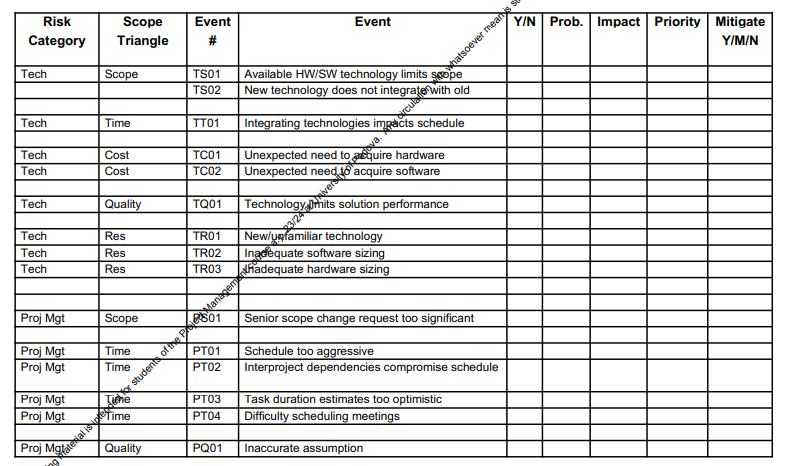 Risk Category Scope Triangle Event # Event Y/N Prob. Impact Priority Mitigate Y/M/N
Tech Scope TS01 Available HW/SW technology limits scope
TS02 New technology does not integrate with old
Tech Time TT01 Integrating technologies impacts schedule
Tech Cost TC01 Unexpected need to acquire hardware
Tech Cost TC02 Unexpected need to acquire software
Tech Quality TQ01 Technology limits solution performance
Tech Res TR01 New/unfamiliar technology
Tech Res TR02 Inadequate software sizing
Tech Res TR03 Inadequate hardware sizing
Proj Mgt Scope PS01 Senior scope change request too significant
Proj Mgt Time PT01 Schedule too aggressive
Proj Mgt Time PT02 Interproject dependencies compromise schedule
Proj Mgt Time PT03 Task duration estimates too optimistic
Proj Mgt Time PT04 Difficulty scheduling meetings
Proj Mgt Quality PQ01 Inaccurate assumption
material is intended for students of the Project Management course a.y. 23/24 at University of Padova. Any circulation with whatsoever mean is